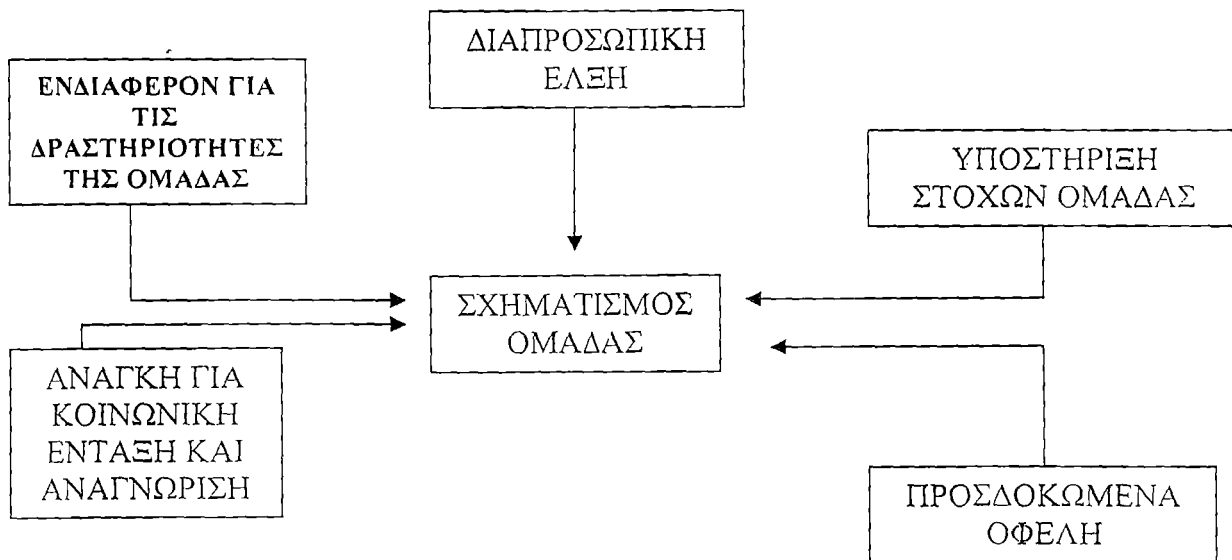 ΔΙΑΠΡΟΣΩΠΙΚΗ
ΕΛΞΗ
ΕΝΔΙΑΦΕΡΟΝ ΓΙΑ
ΤΙΣ
ΔΡΑΣΤΗΡΙΟΤΗΤΕΣ
ΤΗΣ ΟΜΑΔΑΣ
ΥΠΟΣΤΗΡΙΞΗ
ΣΤΟΧΩΝ ΟΜΑΔΑΣ
ΣΧΗΜΑΤΙΣΜΟΣ
ΟΜΑΔΑΣ
ΑΝΑΓΚΗ ΓΙΑ
ΚΟΙΝΩΝΙΚΗ
ΕΝΤΑΞΗ ΚΑΙ
ΑΝΑΓΝΩΡΙΣΗ
ΠΡΟΣΔΟΚΩΜΕΝΑ
ΟΦΕΛΗ